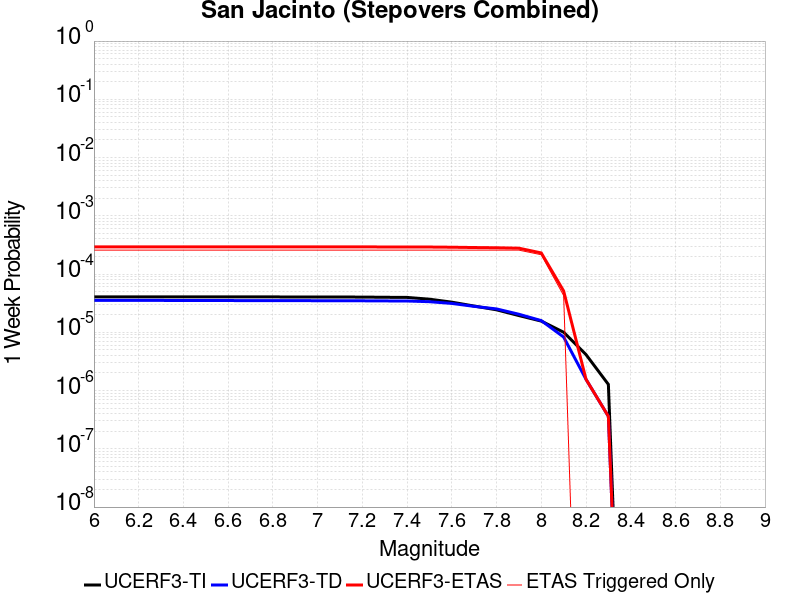 San Jacinto (Stepovers Combined)
10^0
10^-1
10^-2
10^-3
10^-4
10^-5
10^-6
10^-7
10^-8
1 Week Probability
6 6.2 6.4 6.6 6.8 7 7.2 7.4 7.6 7.8 8 8.2 8.4 8.6 8.8 9
Magnitude
UCERF3-TI UCERF3-TD UCERF3-ETAS ETAS Triggered Only